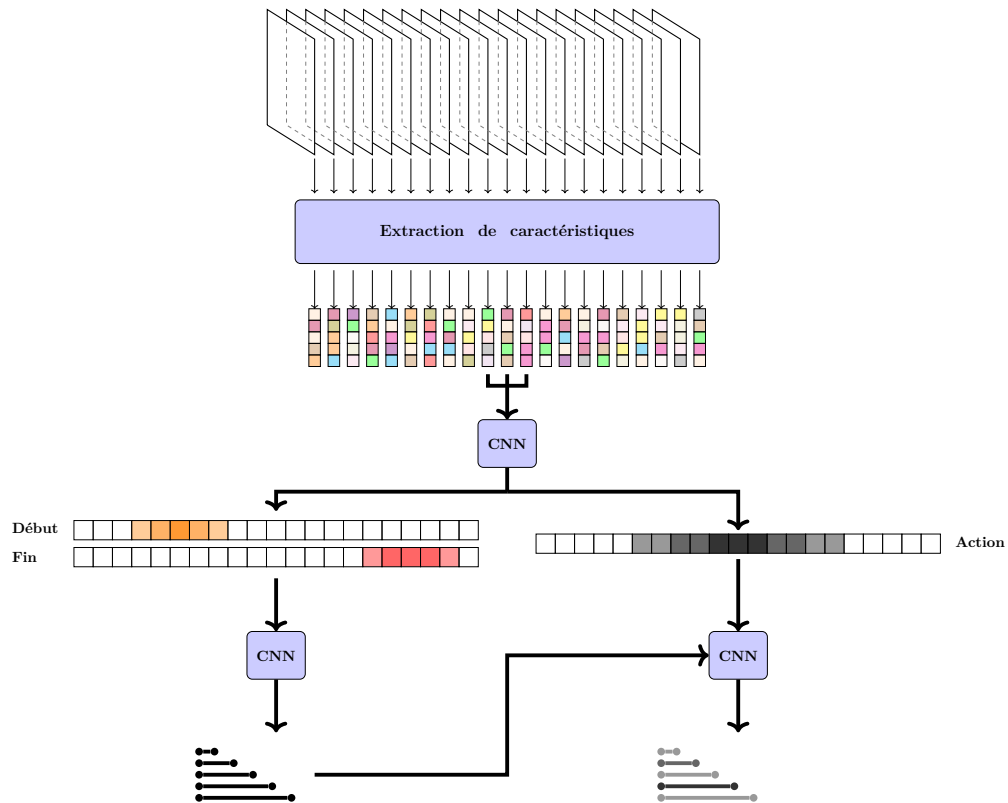 Extraction de caractéristiques
CNN
Début
Fin
Action
CNN
CNN